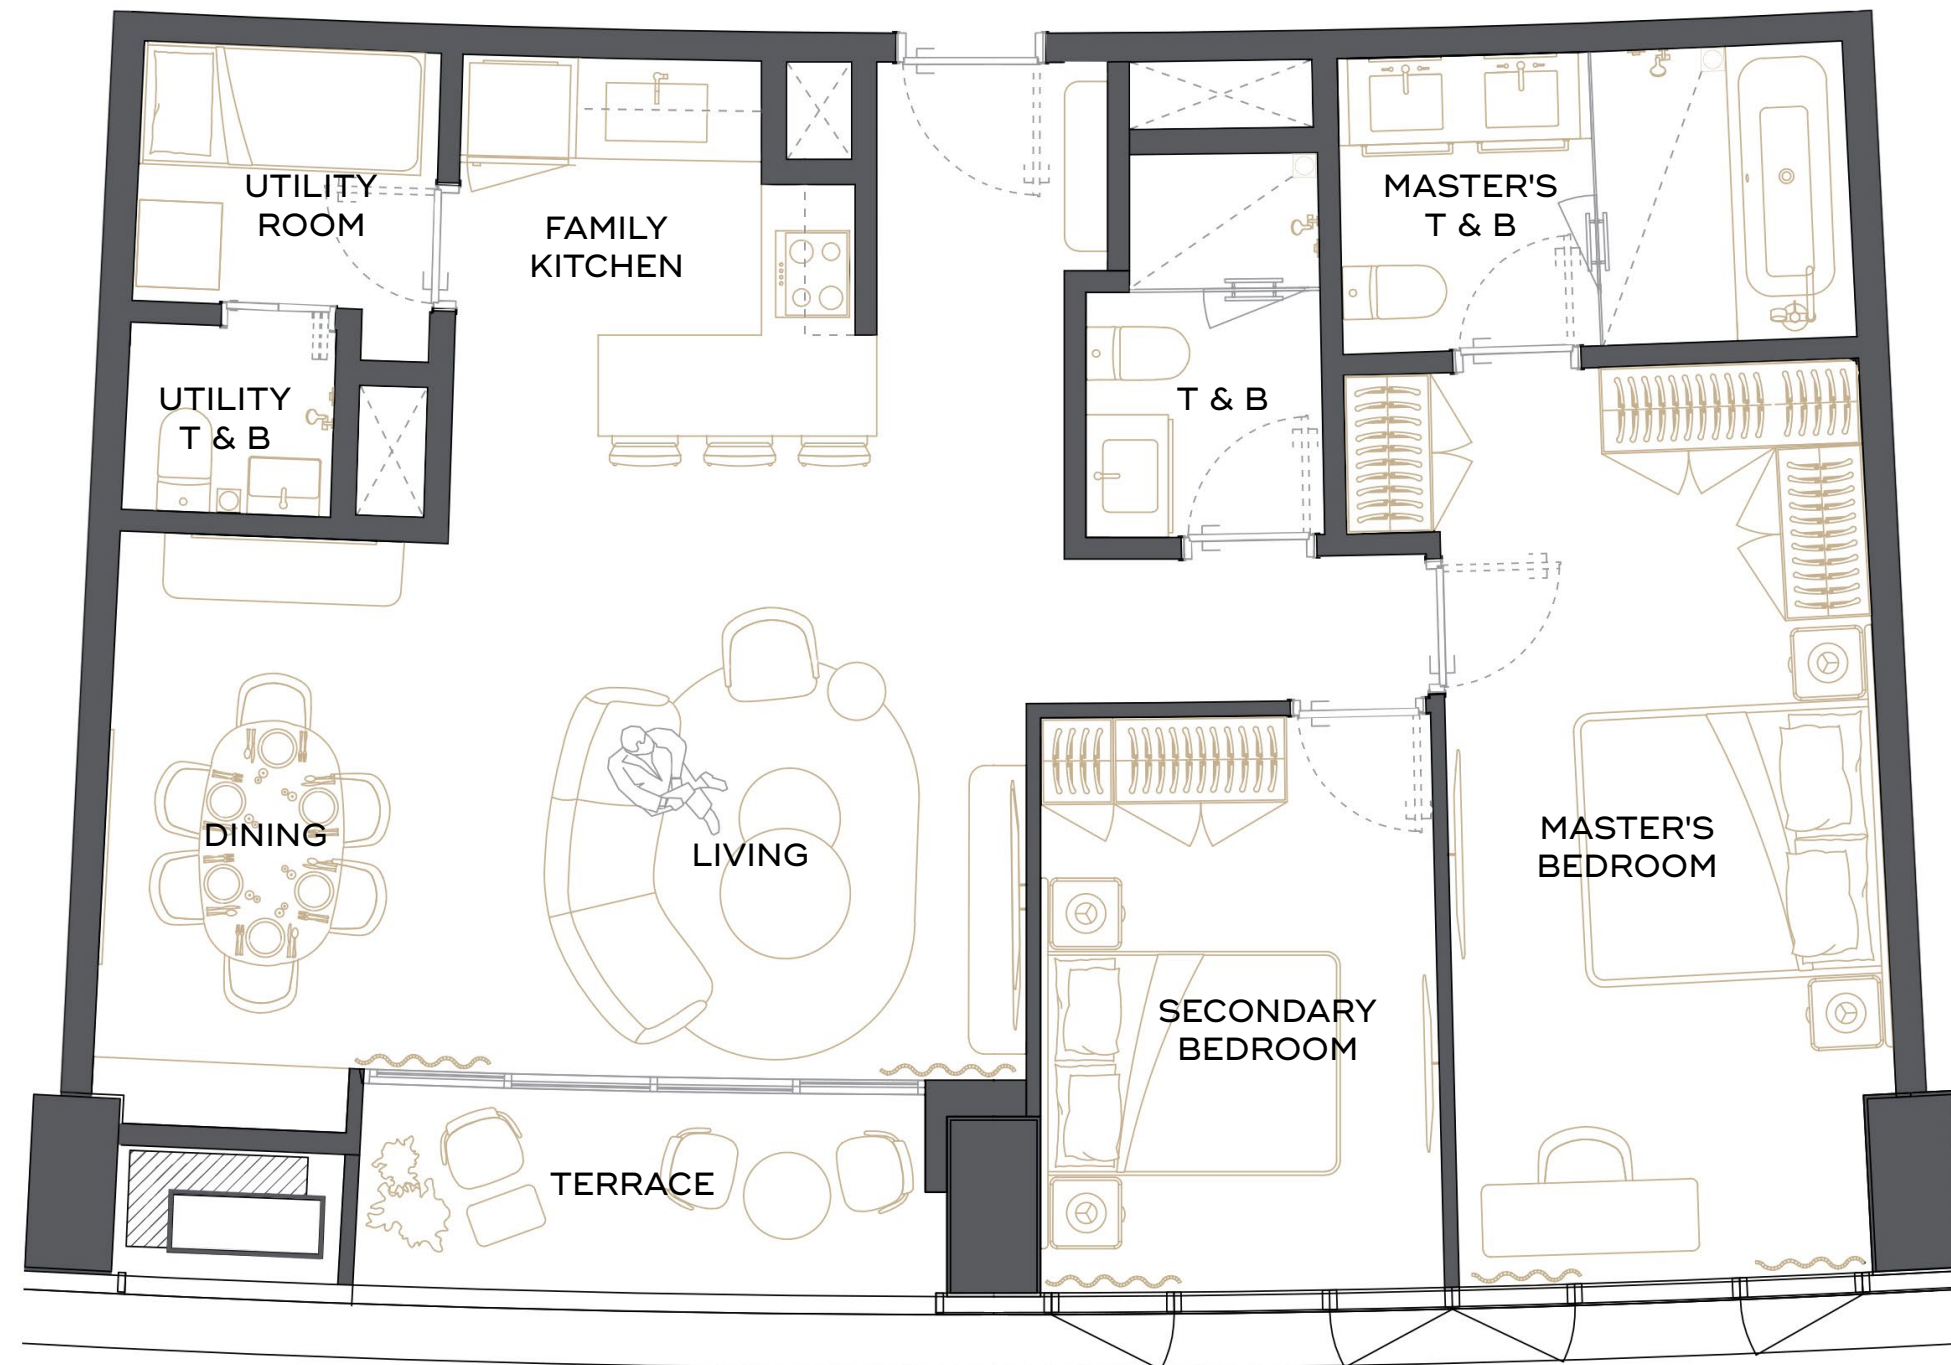 UTILITY
ROOM
FAMILY
KITCHEN
MASTER'S
T & B
UTILITY
T & B
T & B
DINING
LIVING
MASTER'S
BEDROOM
SECONDARY
BEDROOM
TERRACE